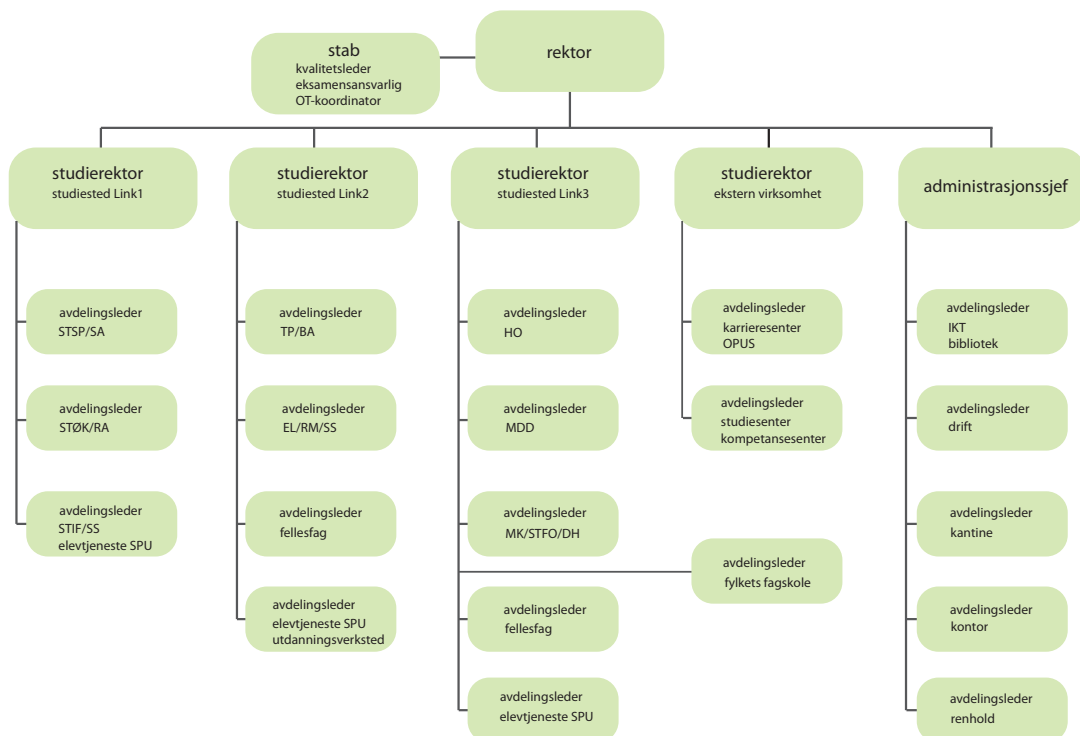 stab
kvalitetsleder
eksamensansvarlig
OT-koordinator
rektor
studierektor
studiested Link1
studierektor
studiested Link2
studierektor
studiested Link3
studierektor
ekstern virksomhet
administrasjonssjef
avdelingsleder
STSP/SA
avdelingsleder
STØK/RA
avdelingsleder
STIF/SS
elevtjeneste SPU
avdelingsleder
TP/BA
avdelingsleder
EL/RM/SS
avdelingsleder
fellesfag
avdelingsleder
elevtjeneste SPU
utdanningsverksted
avdelingsleder
HO
avdelingsleder
MDD
avdelingsleder
MK/STFO/DH
avdelingsleder
fylkets fagskole
avdelingsleder
fellesfag
avdelingsleder
elevtjeneste SPU
avdelingsleder
karrieresenter
OPUS
avdelingsleder
studiesenter
kompetansesenter
avdelingsleder
IKT
bibliotek
avdelingsleder
drift
avdelingsleder
kantine
avdelingsleder
kontor
avdelingsleder
renhold